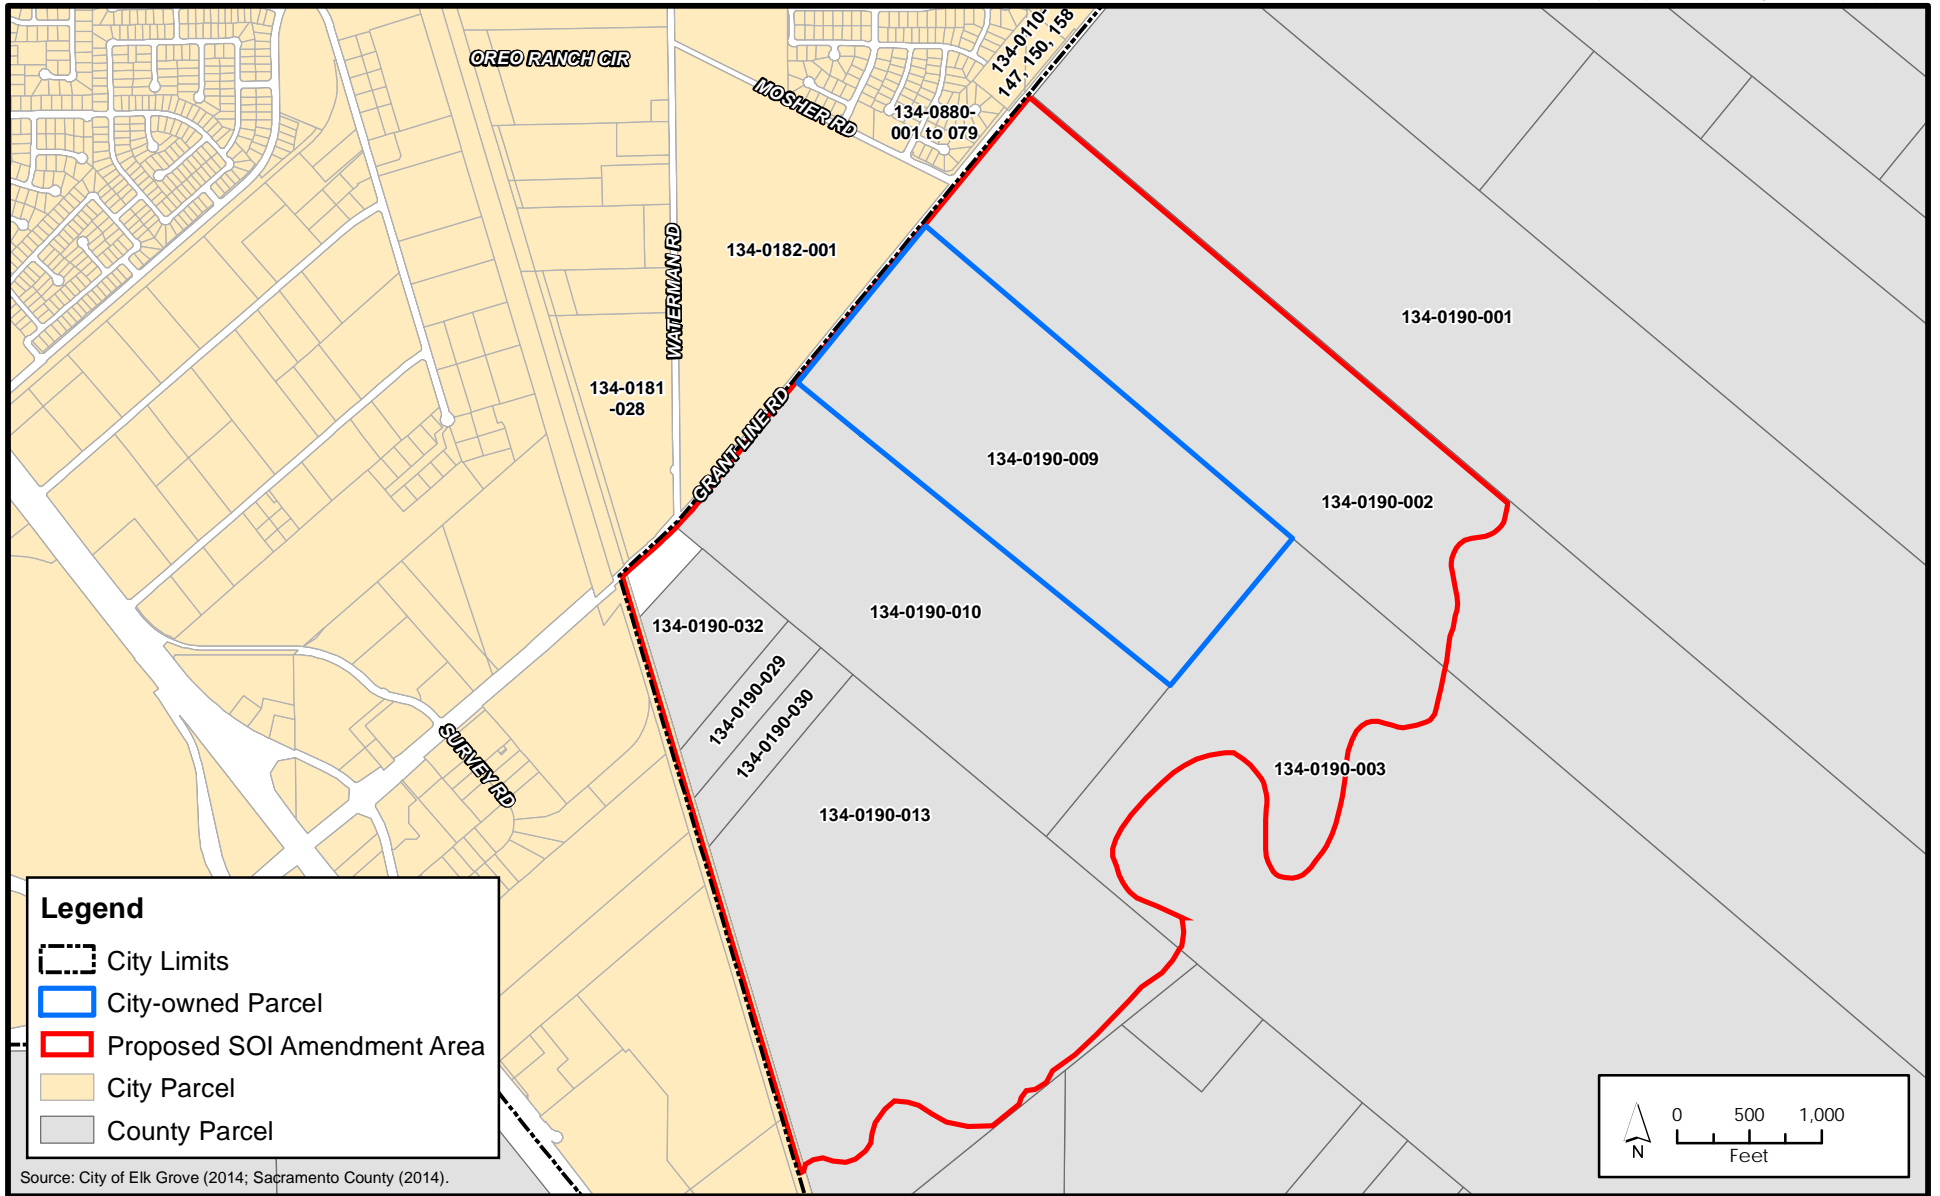 OREO RANCH CIR
MOSHER RD
134-0110-
147, 150, 158
134-0880-
001 to 079
WATERMAN RD
134-0182-001
134-0181
-028
GRANT LINE RD
134-0190-001
134-0190-009
134-0190-002
134-0190-010
134-0190-032
134-0190-029
134-0190-030
134-0190-003
134-0190-013
SURVEY RD
Legend
City Limits
City-owned Parcel
Proposed SOI Amendment Area
City Parcel
County Parcel
Source: City of Elk Grove (2014; Sacramento County (2014).
N
0 500 1,000
Feet